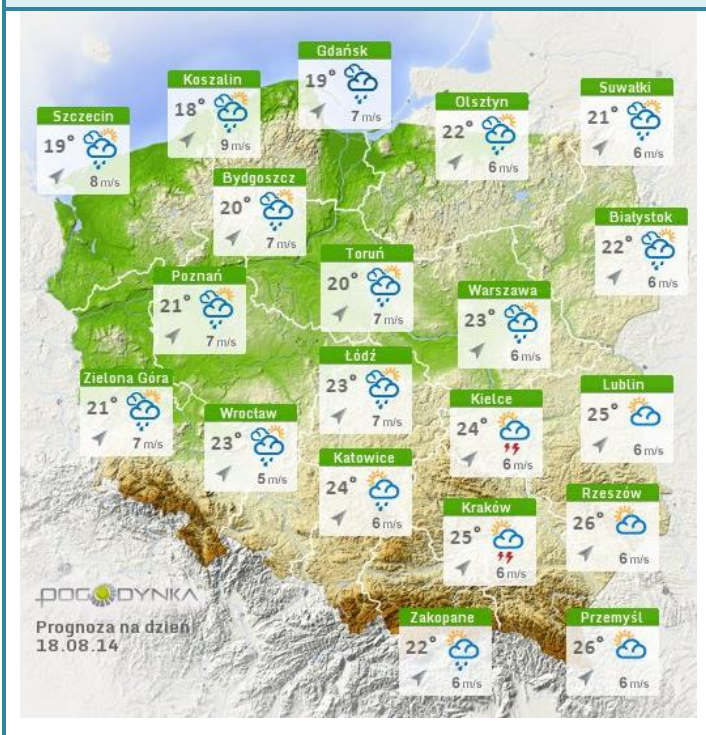 Gdańsk
19°
7 m/s
Koszalin
18°
9 m/s
Suwałki
21°
6 m/s
Olsztyn
22°
6 m/s
Szczecin
19°
8 m/s
Bydgoszcz
20°
7 m/s
Białystok
22°
6 m/s
Toruń
20°
7 m/s
Poznań
21°
7 m/s
Warszawa
23°
6 m/s
Łódź
23°
7 m/s
Zielona Góra
21°
7 m/s
Lublin
25°
6 m/s
Kielce
24°
6 m/s
Wrocław
23°
5 m/s
Katowice
24°
6 m/s
Rzeszów
26°
6 m/s
Kraków
25°
6 m/s
POGODYNKA
Prognoza na dzień
18.08.14
Zakopane
22°
6 m/s
Przemyśl
26°
6 m/s